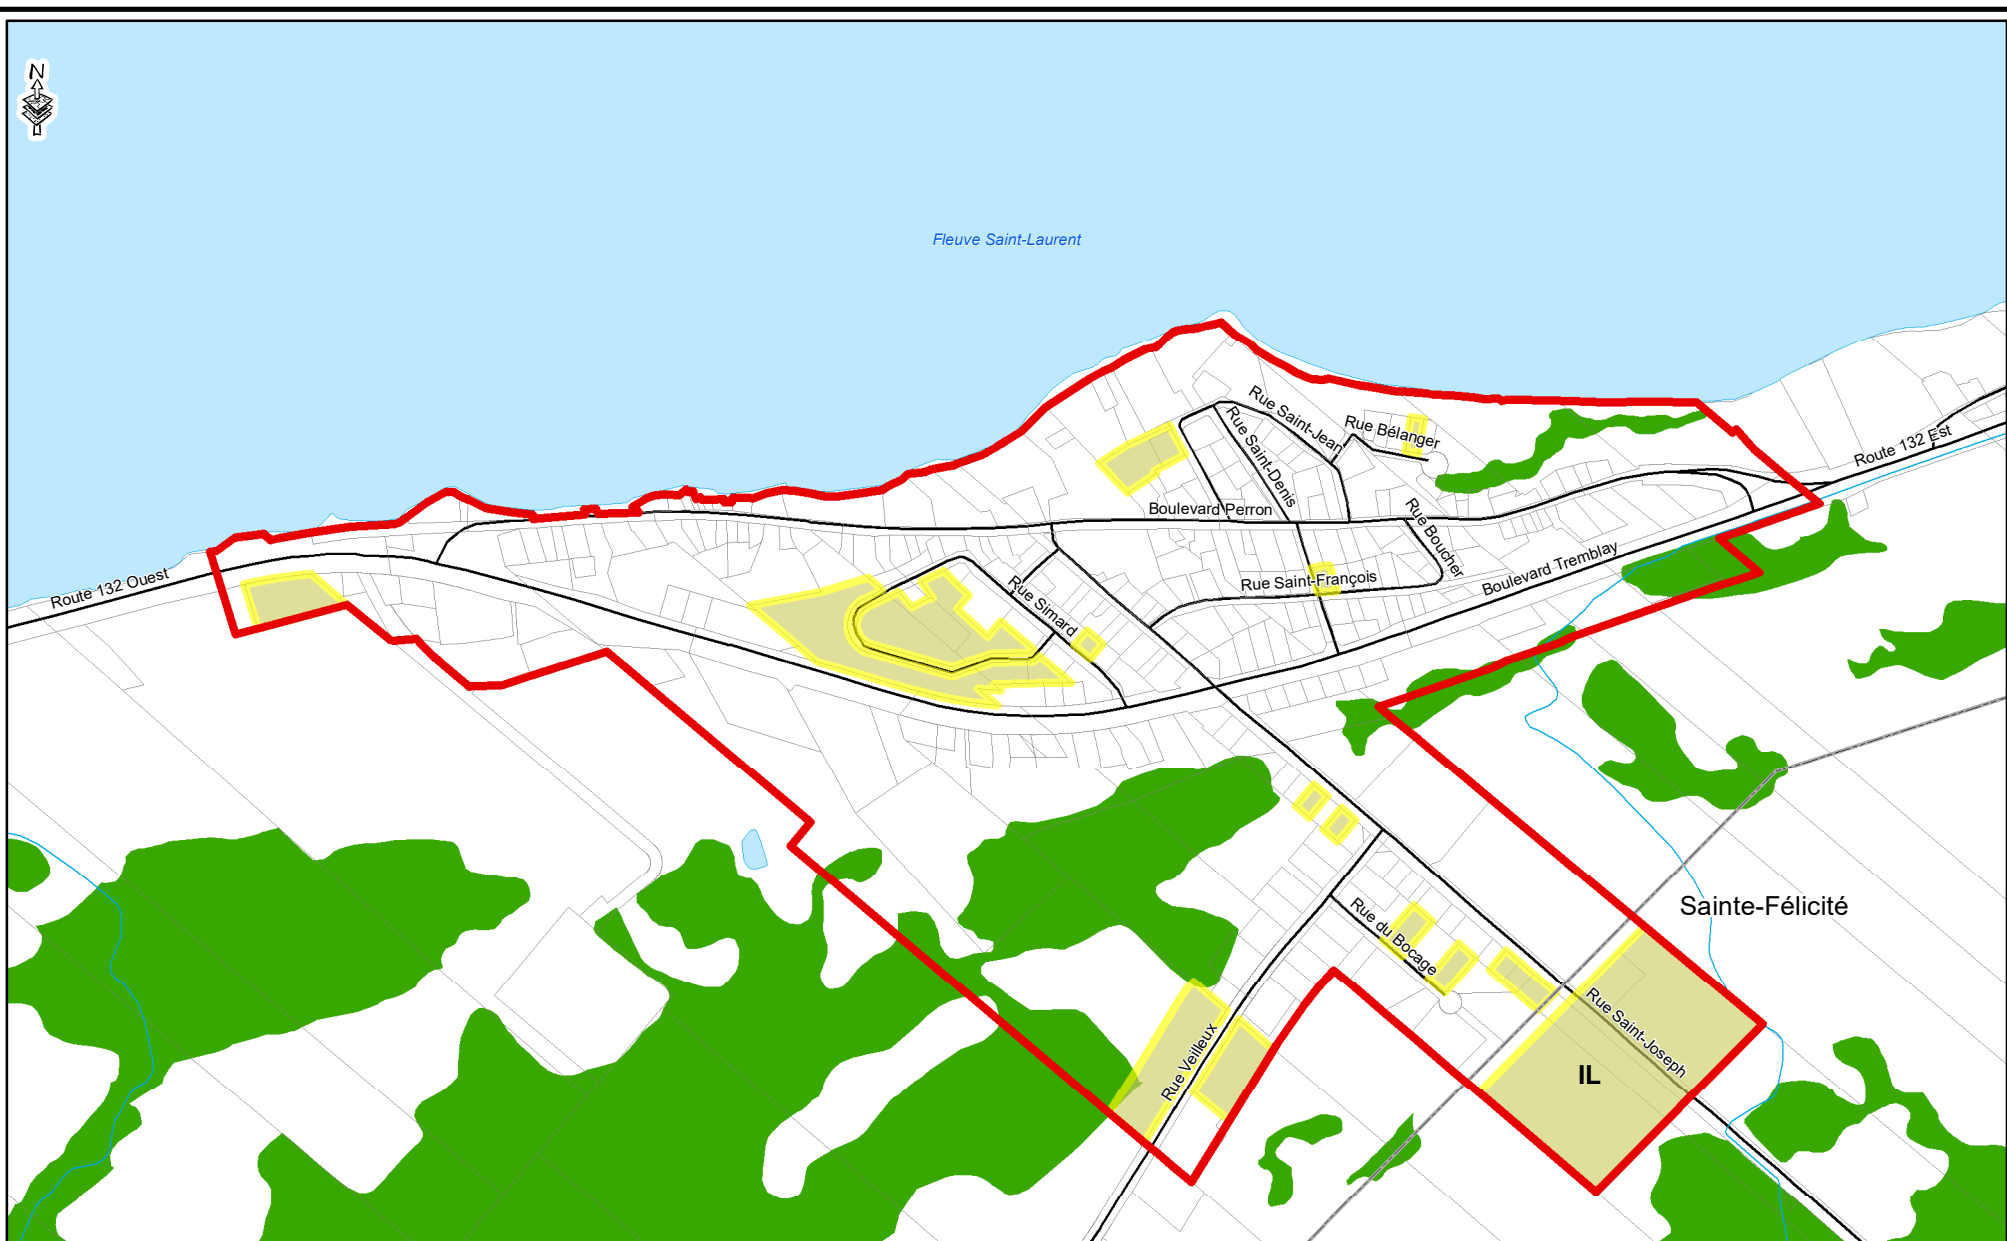 N
Fleuve Saint-Laurent
Rue Saint-Jean
Rue Bélanger
Rue Saint-Denis
Route 132 Est
Boulevard Perron
Rue Boucher
Boulevard Tremblay
Route 132 Ouest
Rue Saint-François
Rue Simard
Sainte-Félicité
Rue du Bocage
Rue Saint-Joseph
Rue Veilleux
IL